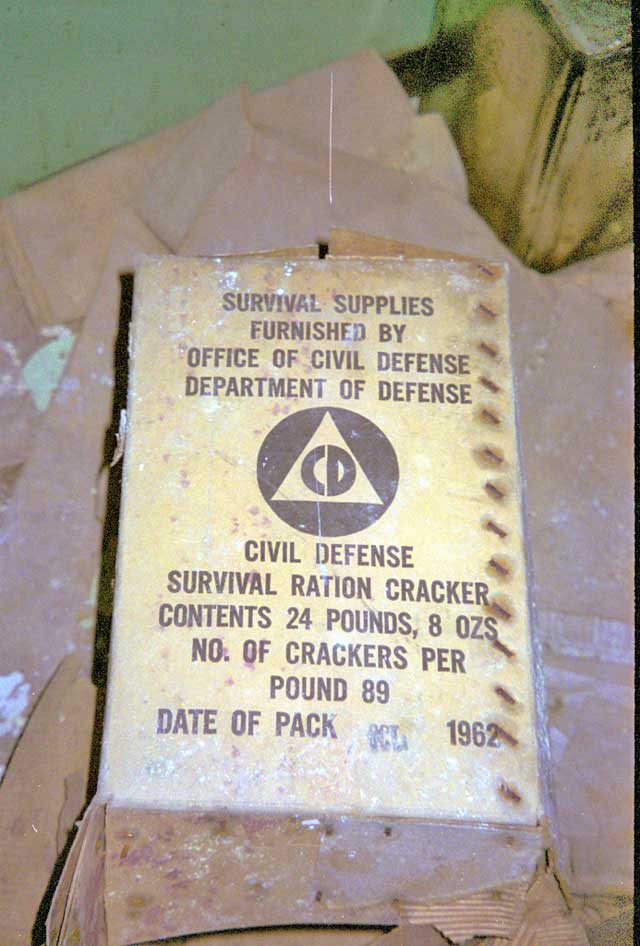 SURVIVAL SUPPLIES
FURNISHED BY
OFFICE OF CIVIL DEFENSE
DEPARTMENT OF DEFENSE
CD
CIVIL DEFENSE
SURVIVAL RATION CRACKER
CONTENTS 24 POUNDS, 8 OZS
NO. OF CRACKERS PER
POUND 89
DATE OF PACK 1962